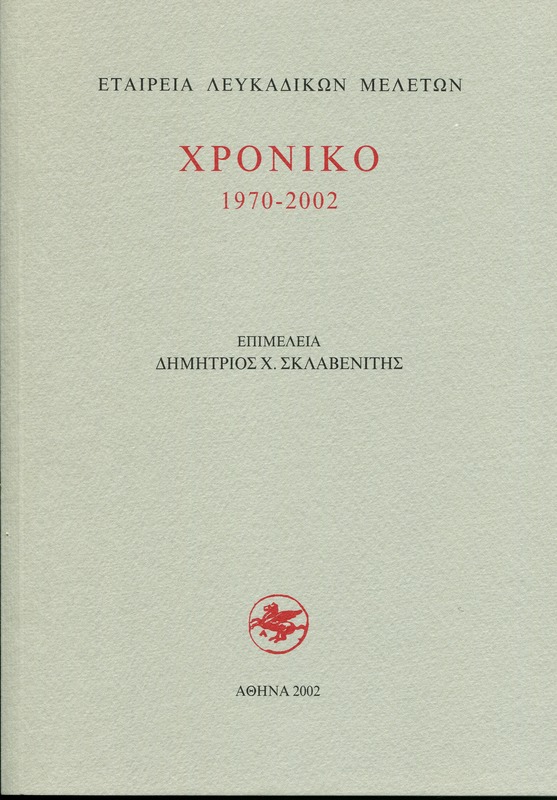 ΕΤΑΙΡΕΙΑ ΛΕΥΚΑΔΙΚΩΝ ΜΕΛΕΤΩΝ
ΧΡΟΝΙΚΟ
1970-2002
ΕΠΙΜΕΛΕΙΑ
ΔΗΜΗΤΡΙΟΣ Χ. ΣΚΛΑΒΕΝΙΤΗΣ
ΑΘΗΝΑ 2002